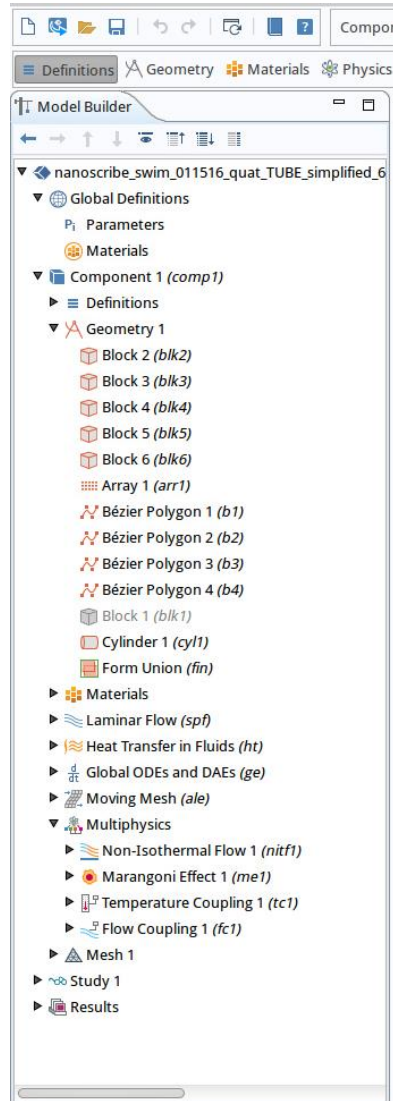 Compor
Definitions Geometry Materials Physics
Model Builder
nanoscribe_swim_011516_quat_TUBE_simplified_6
Global Definitions
Pi Parameters
Materials
Component 1 (comp1)
Definitions
Geometry 1
Block 2 (blk2)
Block 3 (blk3)
Block 4 (blk4)
Block 5 (blk5)
Block 6 (blk6)
Array 1 (arr1)
Bézier Polygon 1 (b1)
Bézier Polygon 2 (b2)
Bézier Polygon 3 (b3)
Bézier Polygon 4 (b4)
Block 1 (blk1)
Cylinder 1 (cyl1)
Form Union (fin)
Materials
Laminar Flow (spf)
Heat Transfer in Fluids (ht)
d/dt Global ODEs and DAEs (ge)
Moving Mesh (ale)
Multiphysics
Non-Isothermal Flow 1 (nitf1)
Marangoni Effect 1 (me1)
Temperature Coupling 1 (tc1)
Flow Coupling 1 (fc1)
Mesh 1
Study 1
Results